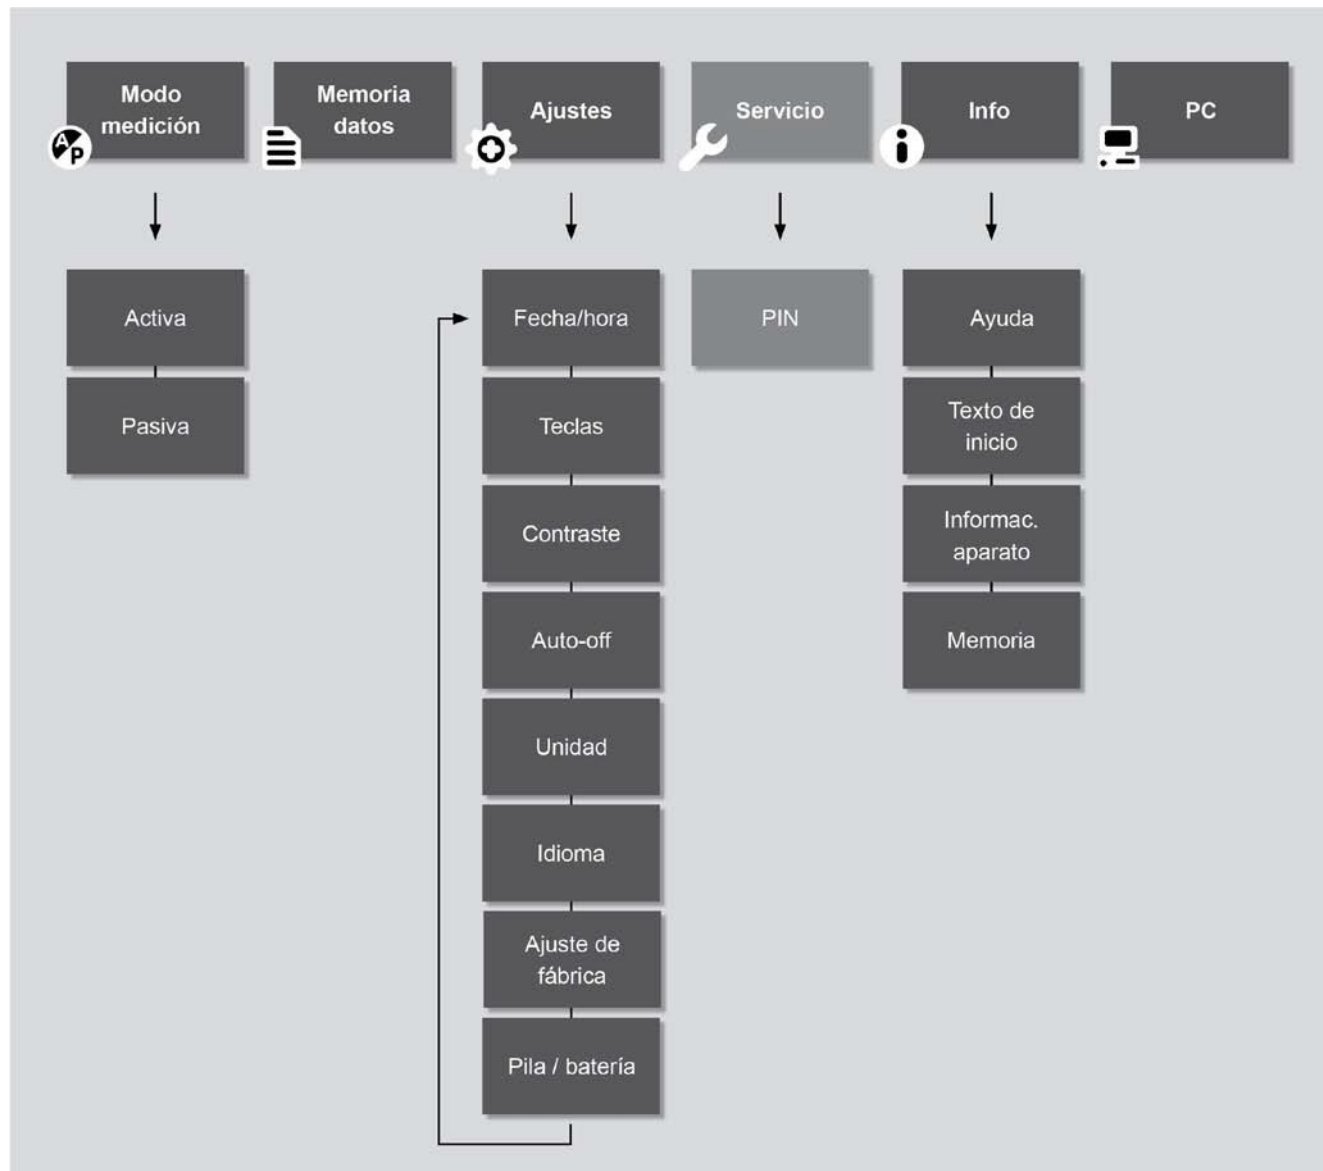 Modo
medición
Memoria
datos
Ajustes
Servicio
Info
PC
A/P
Activa
Pasiva
Fecha/hora
Teclas
Contraste
Auto-off
Unidad
Idioma
Ajuste de
fábrica
Pila / batería
PIN
Ayuda
Texto de
inicio
Informac.
aparato
Memoria